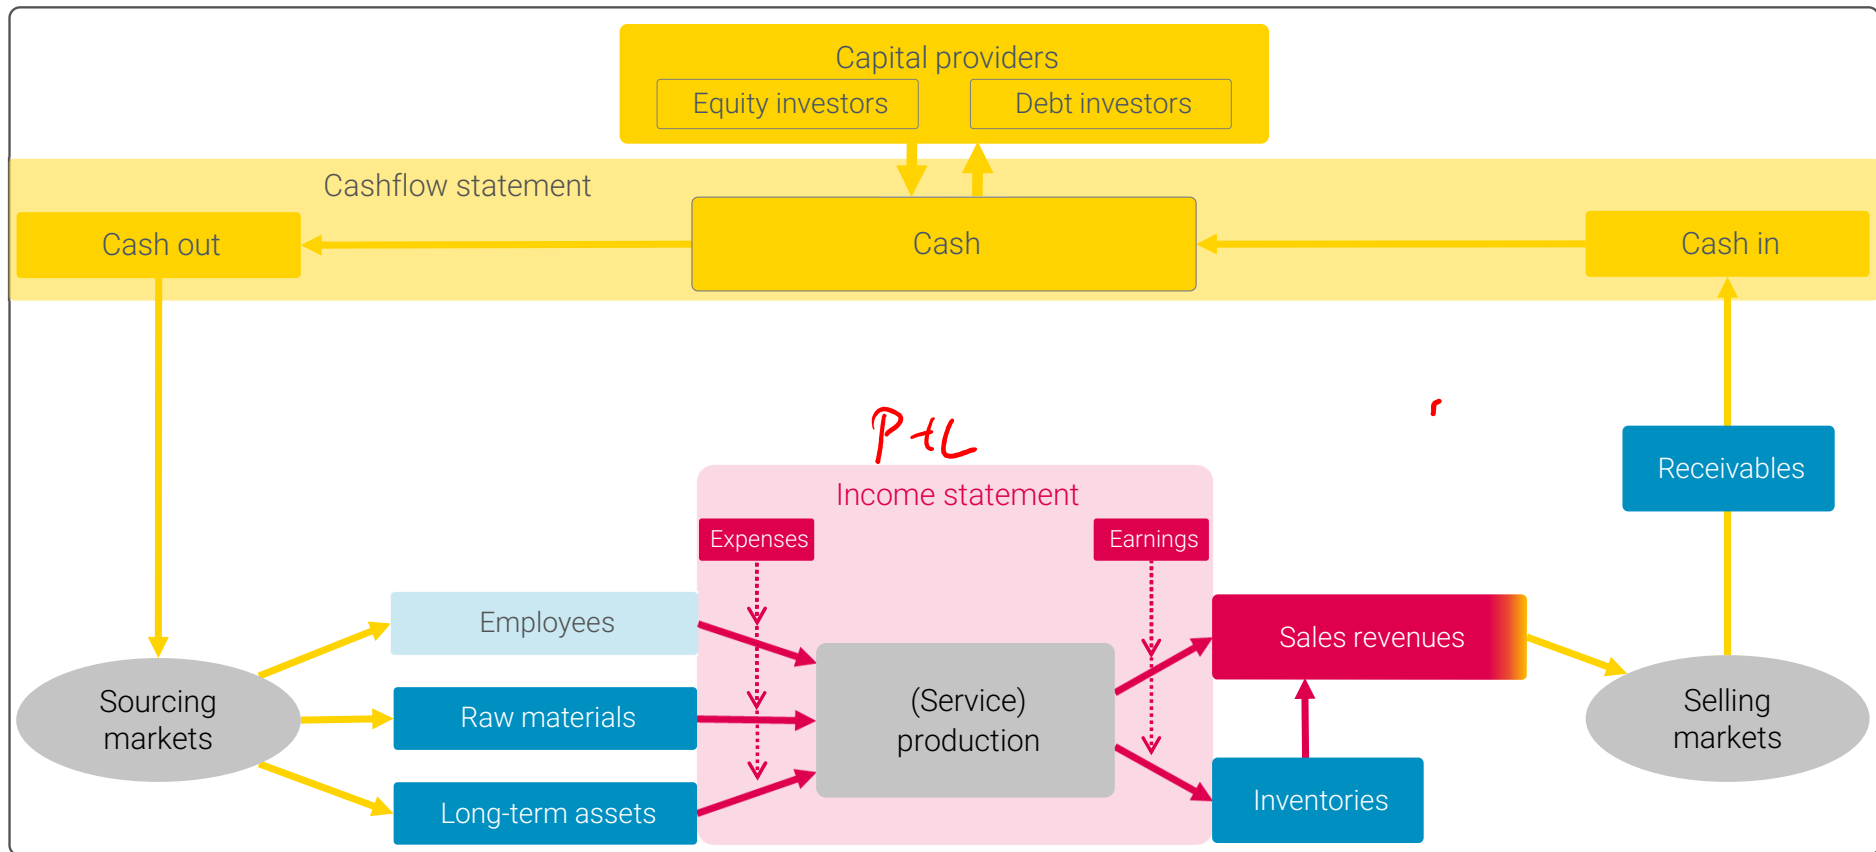 Capital providers
Equity investors
Debt investors
Cashflow statement
Cash out
Cash
Cash in
P+L
Receivables
Income statement
Expenses
Earnings
Employees
Sales revenues
Sourcing
markets
Raw materials
(Service)
production
Selling
markets
Long-term assets
Inventories